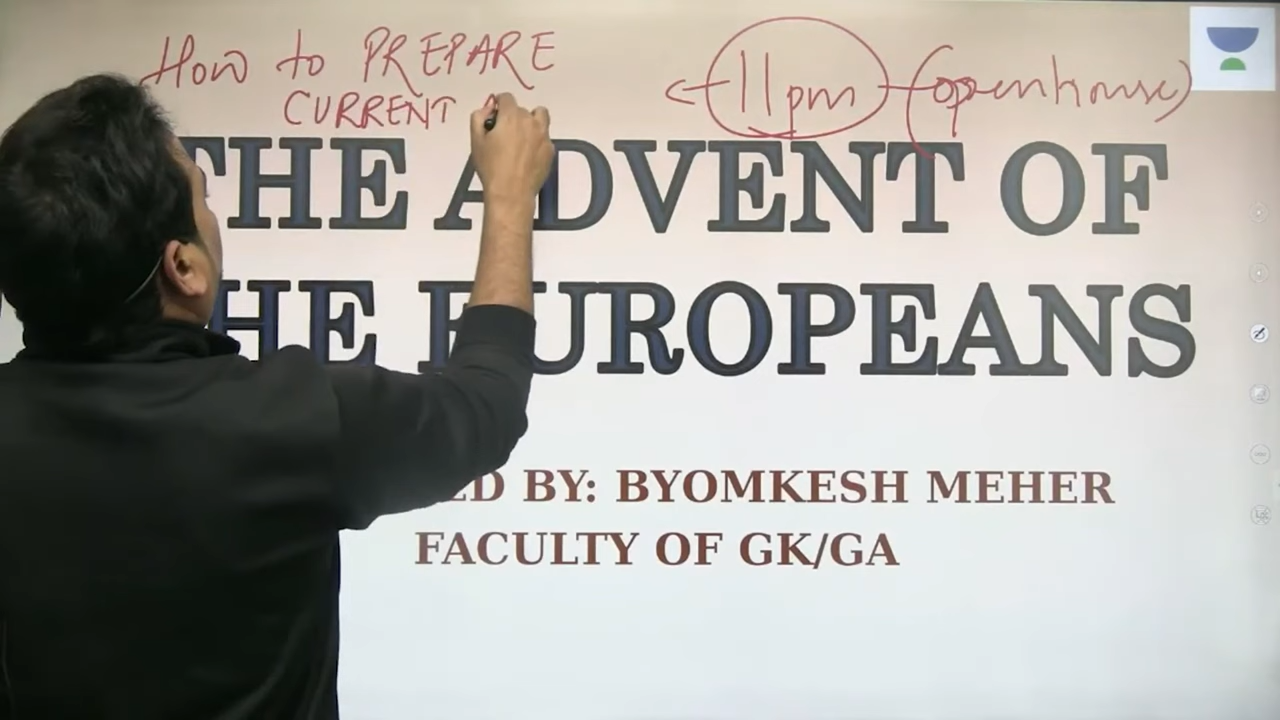 How to PREPARE
CURRENT
11pm (openhouse)
THE ADVENT OF
THE EUROPEANS
BY: BYOMKESH MEHER
FACULTY OF GK/GA